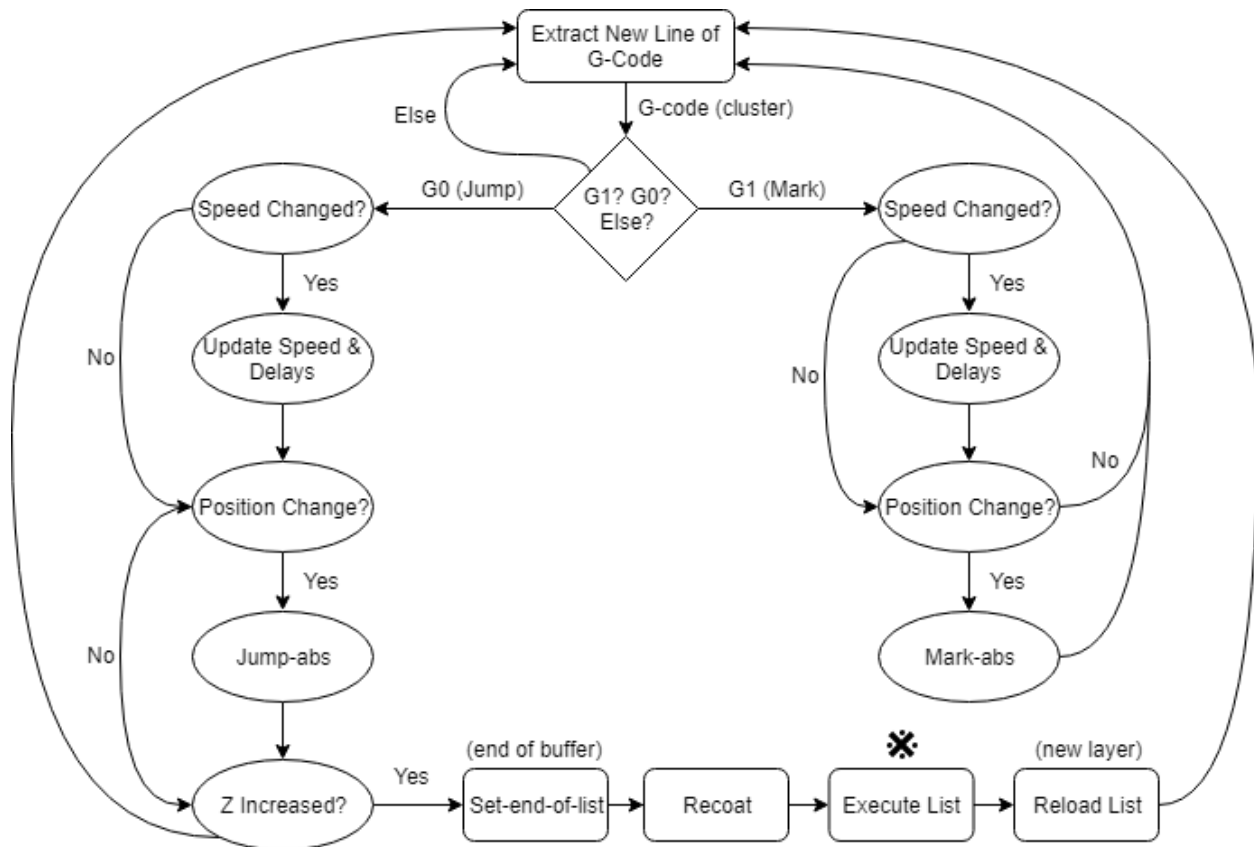 Extract New Line of
G-Code
Else
G-code (cluster)
G1? G0?
Else?
G0 (Jump)
G1 (Mark)
Speed Changed?
Yes
Update Speed &
Delays
No
Position Change?
Yes
Jump-abs
No
Z Increased?
Speed Changed?
Yes
Update Speed &
Delays
No
Position Change?
No
Yes
Mark-abs
Yes
(end of buffer)
Set-end-of-list
Recoat
※
Execute List
(new layer)
Reload List